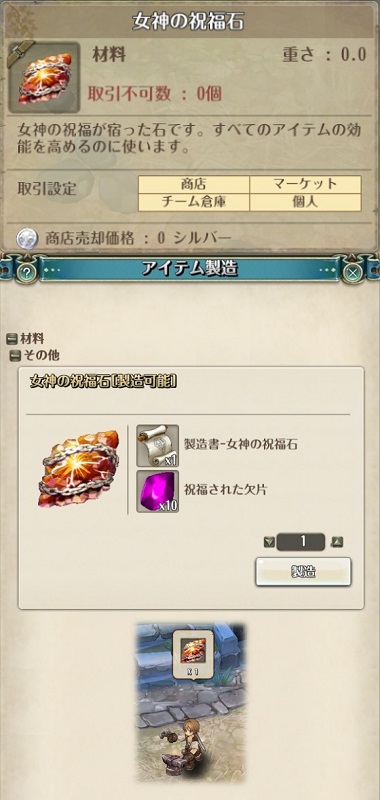 女神の祝福石
材料
重さ : 0.0
取引不可数 : 0個
女神の祝福が宿った石です。すべてのアイテムの効
能を高めるのに使います。
取引設定
商店
マーケット
チーム倉庫
個人
商店売却価格 : 0 シルバー
?
アイテム製造
材料
その他
女神の祝福石[製造可能]
x1
製造書-女神の祝福石
x10
祝福された欠片
1
製造
x 1